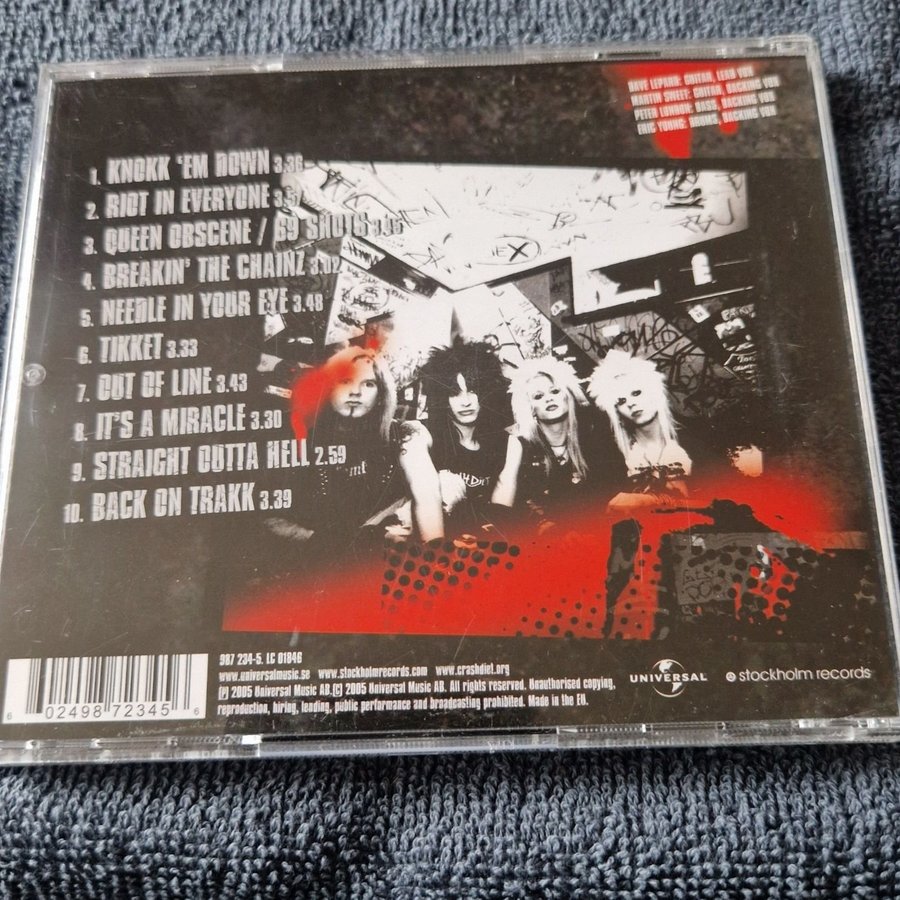 DAVE LEPARD: GUITAR, LEAD VOX
MARTIN SWEET: GUITAR, BACKING VOX
PETER LONDON: BASS, BACKING VOX
ERIC YOUNG: DRUMS, BACKING VOX
1. KNOKK 'EM DOWN 3.36
2. RIOT IN EVERYONE
3. QUEEN OBSCENE / 69 SHOTS
4. BREAKIN' THE CHAINZ
5. NEEDLE IN YOUR EYE 3.48
6. TIKKET 3.33
7. OUT OF LINE 3.43
8. IT'S A MIRACLE 3.30
9. STRAIGHT OUTTA HELL 2.59
10. BACK ON TRAKK 3.39
987 234-5. LC 01846
www.universalmusic.se www.stockholmrecords.com www.crashdiet.org
(P) 2005 Universal Music AB.(C) 2005 Universal Music AB. All rights reserved. Unauthorised copying,
reproduction, hiring, lending, public performance and broadcasting prohibited. Made in the EU.
UNIVERSAL
stockholm records
6 02498 72345 6